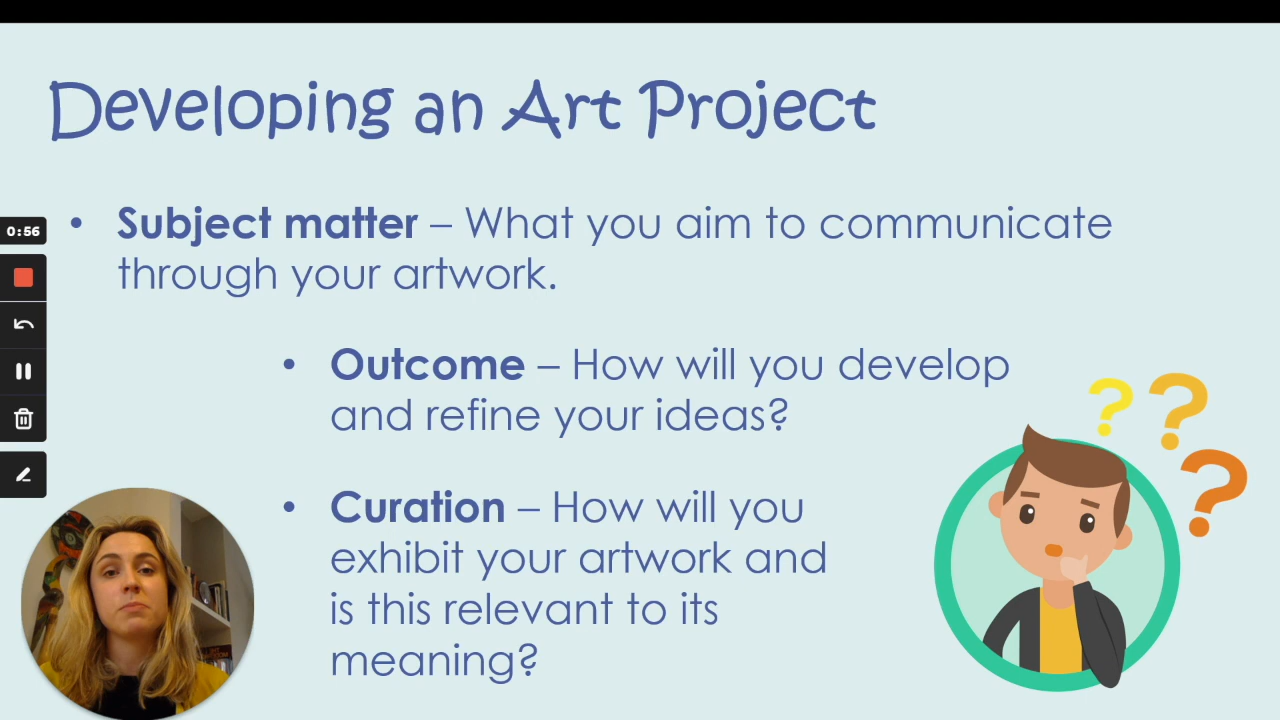 Developing an Art Project
• Subject matter – What you aim to communicate
through your artwork.
0:56
• Outcome – How will you develop
and refine your ideas?
• Curation – How will you
exhibit your artwork and
is this relevant to its
meaning?
? ? ?